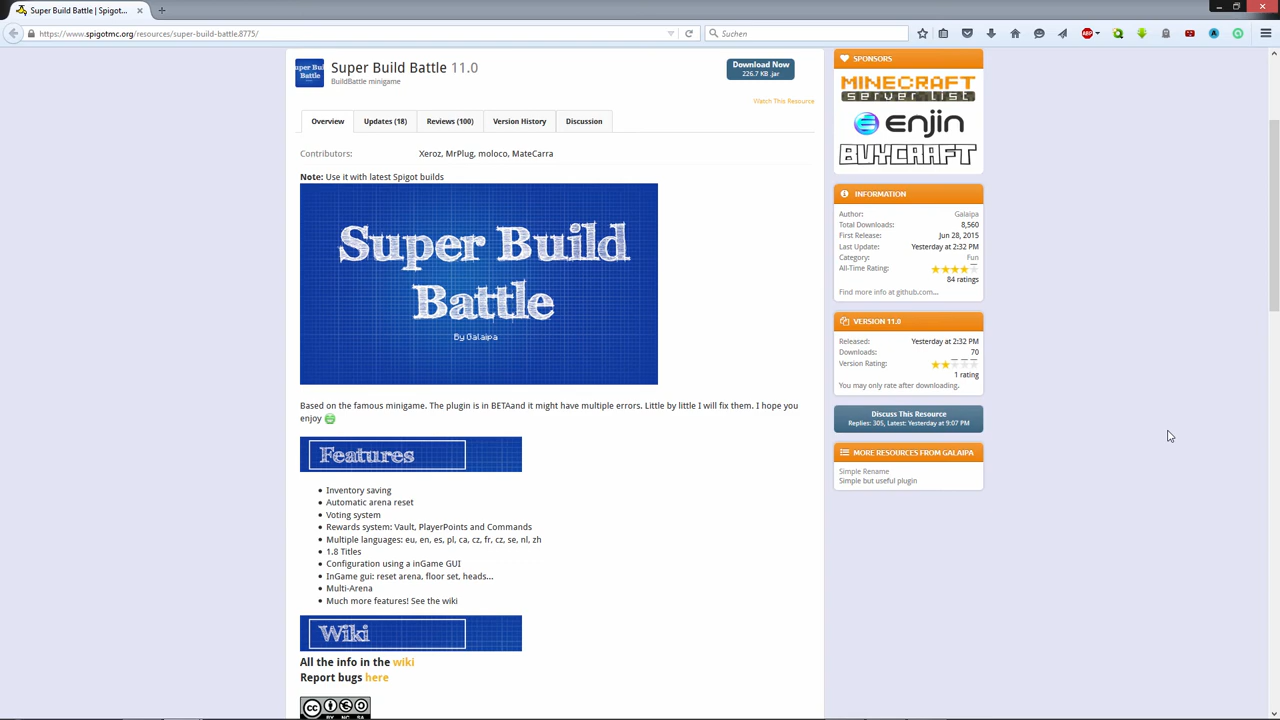 Super Build Battle | Spigot...
https://www.spigotmc.org/resources/super-build-battle.8775/
Suchen
ABP
Super Build Battle
Super Build Battle 11.0
BuildBattle minigame
Download Now
226.7 KB .jar
Watch This Resource
Overview
Updates (18)
Reviews (100)
Version History
Discussion
Contributors: Xeroz, MrPlug, moloco, MateCarra
Note: Use it with latest Spigot builds
Super Build
Battle
By Galaipa
Based on the famous minigame. The plugin is in BETAand it might have multiple errors. Little by little I will fix them. I hope you
enjoy
Features
Inventory saving
Automatic arena reset
Voting system
Rewards system: Vault, PlayerPoints and Commands
Multiple languages: eu, en, es, pl, ca, cz, fr, cz, se, nl, zh
1.8 Titles
Configuration using a inGame GUI
InGame gui: reset arena, floor set, heads...
Multi-Arena
Much more features! See the wiki
Wiki
All the info in the wiki
Report bugs here
cc
SPONSORS
MINECRAFT
server list
enjin
BUYCRAFT
INFORMATION
Author: Galaipa
Total Downloads: 8,560
First Release: Jun 28, 2015
Last Update: Yesterday at 2:32 PM
Category: Fun
All-Time Rating:
84 ratings
Find more info at github.com...
VERSION 11.0
Released: Yesterday at 2:32 PM
Downloads: 70
Version Rating:
1 rating
You may only rate after downloading.
Discuss This Resource
Replies: 305, Latest: Yesterday at 9:07 PM
MORE RESOURCES FROM GALAIPA
Simple Rename
Simple but useful plugin